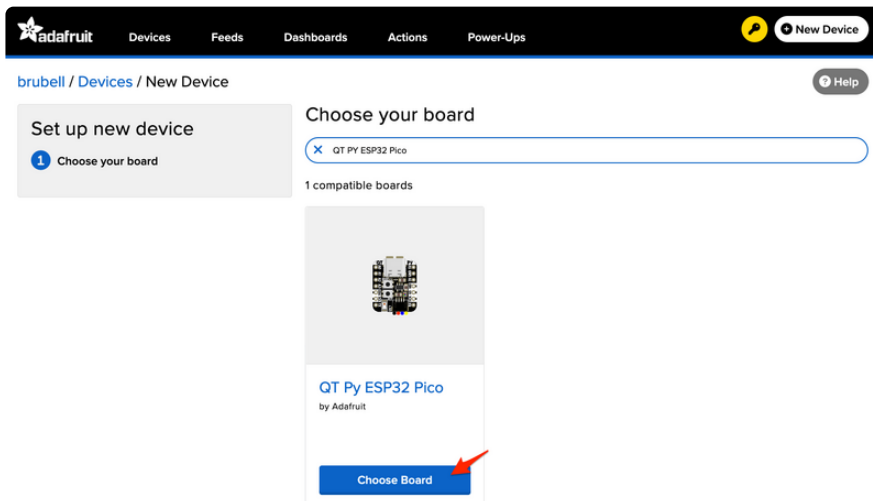 adafruit Devices Feeds Dashboards Actions Power-Ups New Device
brubell / Devices / New Device Help
Set up new device
1 Choose your board
Choose your board
QT PY ESP32 Pico
1 compatible boards
QT Py ESP32 Pico
by Adafruit
Choose Board